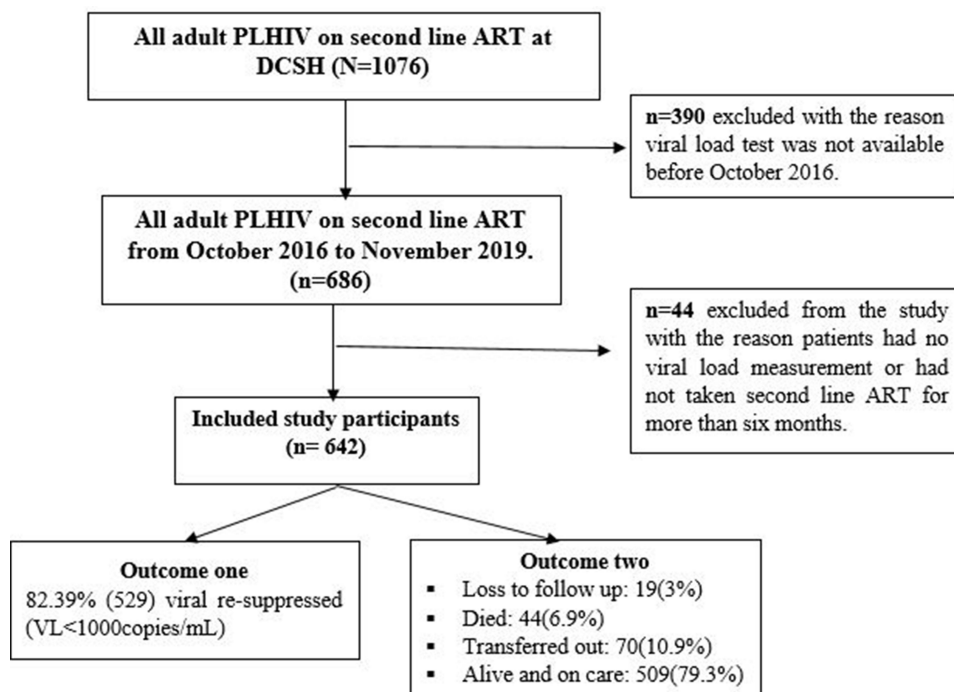 All adult PLHIV on second line ART at
DCSH (N=1076)
n=390 excluded with the reason
viral load test was not available
before October 2016.
All adult PLHIV on second line ART
from October 2016 to November 2019.
(n=686)
n=44 excluded from the study
with the reason patients had no
viral load measurement or had
not taken second line ART for
more than six months.
Included study participants
(n= 642)
Outcome one
82.39% (529) viral re-suppressed
(VL<1000copies/mL)
Outcome two
▪ Loss to follow up: 19(3%)
▪ Died: 44(6.9%)
▪ Transferred out: 70(10.9%)
▪ Alive and on care: 509(79.3%)